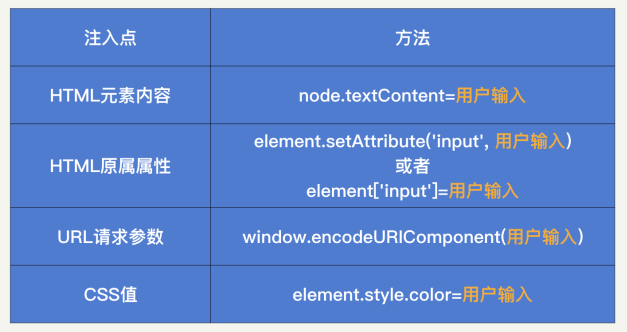 注入点 方法
HTML元素内容 node.textContent=用户输入
HTML原属属性 element.setAttribute('input', 用户输入)
或者
element['input']=用户输入
URL请求参数 window.encodeURIComponent(用户输入)
CSS值 element.style.color=用户输入